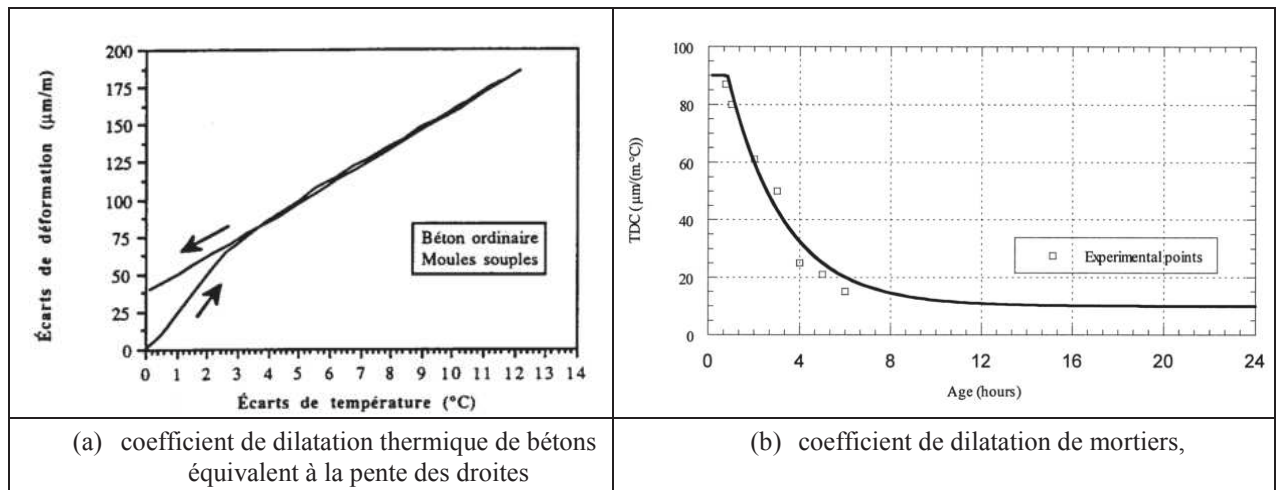 200
175
150
125
100
75
50
25
0
Écarts de déformation (µm/m)
Béton ordinaire
Moules souples
0 1 2 3 4 5 6 7 8 9 10 11 12 13 14
Écarts de température (°C)
100
80
60
40
20
0
TDC (µm/(m.°C))
Experimental points
0 4 8 12 16 20 24
Age (hours)
(a) coefficient de dilatation thermique de bétons
équivalent à la pente des droites
(b) coefficient de dilatation de mortiers,